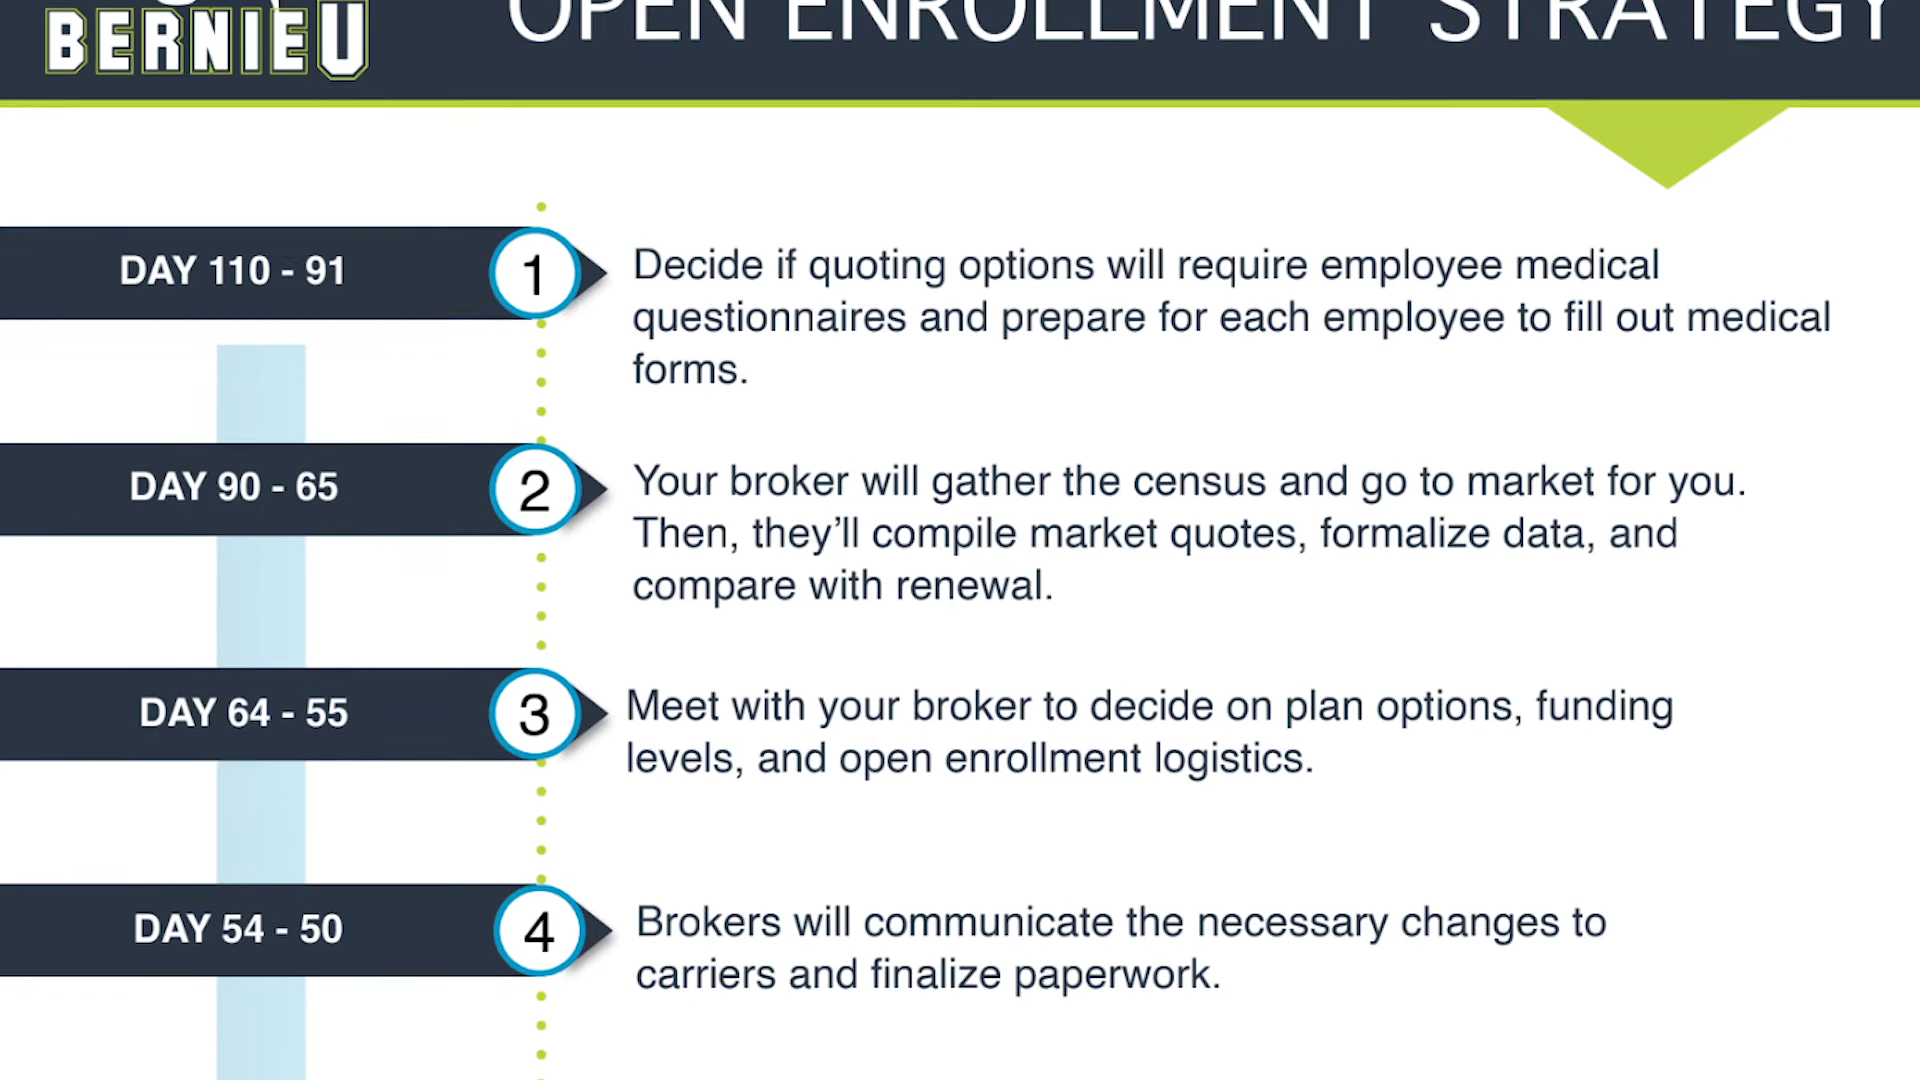 BERNIEU
OPEN ENROLLMENT STRATEGY
DAY 110 - 91
1
Decide if quoting options will require employee medical
questionnaires and prepare for each employee to fill out medical
forms.
DAY 90 - 65
2
Your broker will gather the census and go to market for you.
Then, they’ll compile market quotes, formalize data, and
compare with renewal.
DAY 64 - 55
3
Meet with your broker to decide on plan options, funding
levels, and open enrollment logistics.
DAY 54 - 50
4
Brokers will communicate the necessary changes to
carriers and finalize paperwork.